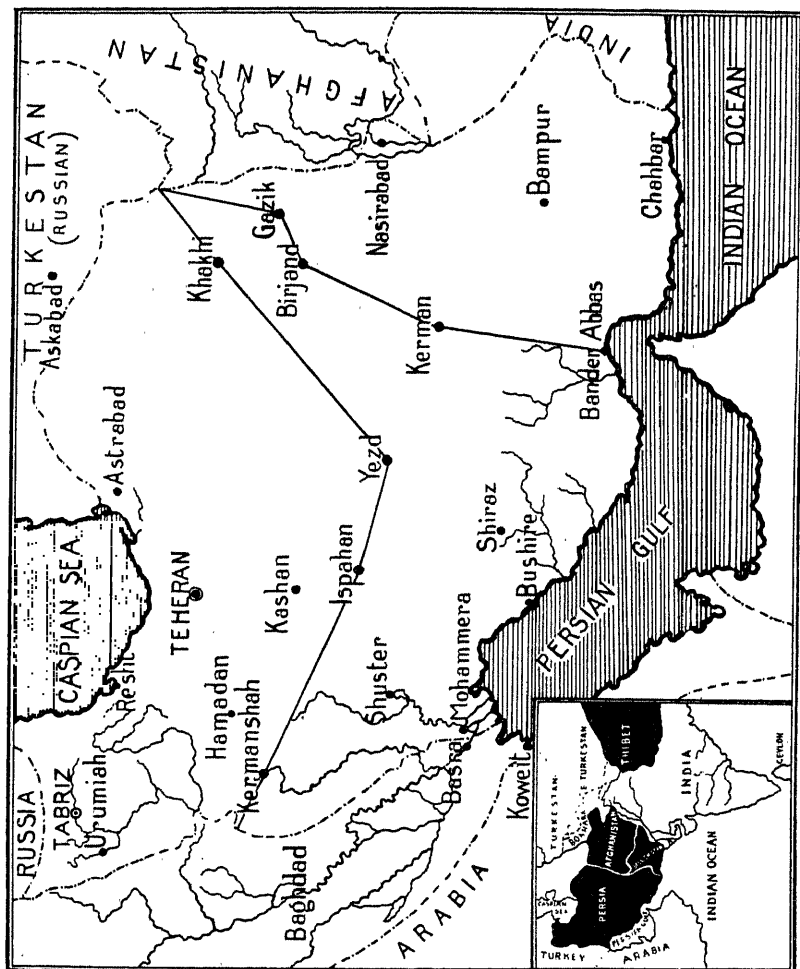 RUSSIA
TABRIZ
Urumiah
CASPIAN SEA
Resht
Astrabad
TURKESTAN
(RUSSIAN)
Askabad
AFGHANISTAN
INDIA
TEHERAN
Hamadan
Kermanshah
Kashan
Ispahan
Yezd
Khakhi
Gazik
Birjand
Nasirabad
Kerman
Bampur
Chahbar
Bander Abbas
INDIAN OCEAN
Shiraz
Bushire
PERSIAN GULF
Shuster
Mohammera
Basra
Koweit
Baghdad
ARABIA
TURKESTAN
E TURKESTAN
BOKHARA
THIBET
CASPIAN SEA
AFGHANISTAN
PERSIA
INDIA
CEYLON
INDIAN OCEAN
TURKEY
ARABIA